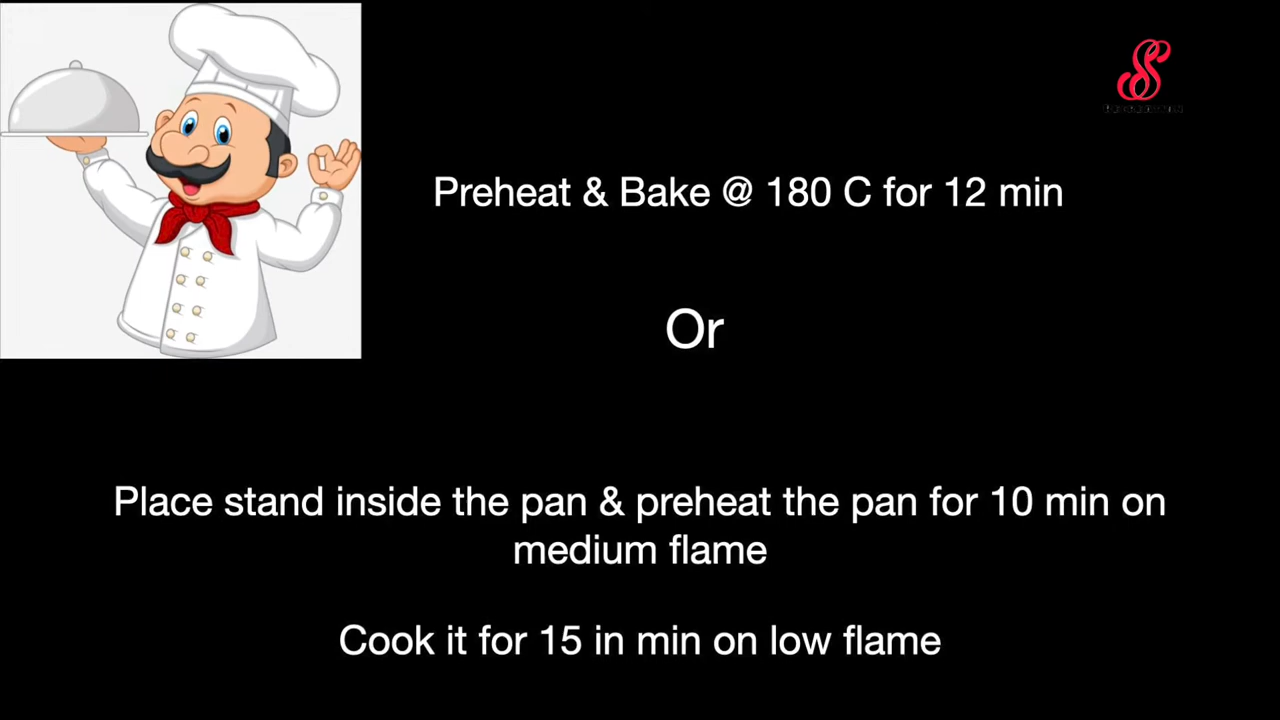 Preheat & Bake @ 180 C for 12 min
Or
Place stand inside the pan & preheat the pan for 10 min on
medium flame
Cook it for 15 in min on low flame